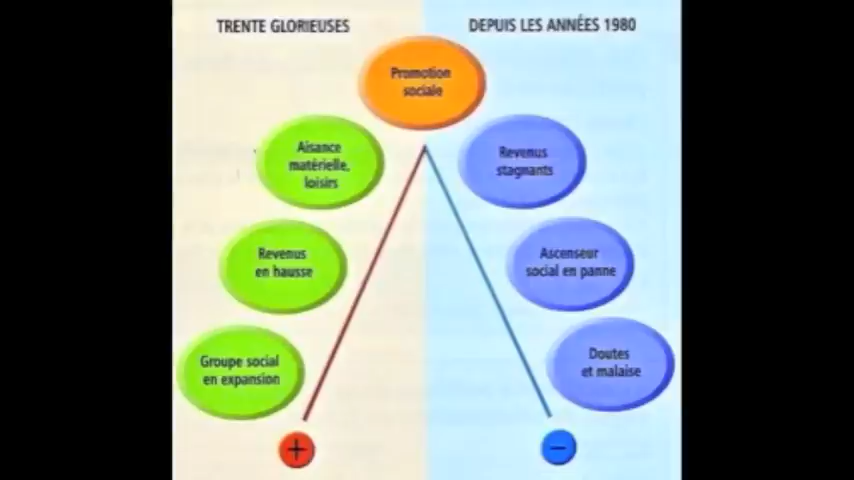 TRENTE GLORIEUSES
DEPUIS LES ANNÉES 1980
Promotion
sociale
Aisance
matérielle,
loisirs
Revenus
stagnants
Revenus
en hausse
Ascenseur
social en panne
Groupe social
en expansion
Doutes
et malaise
+
−